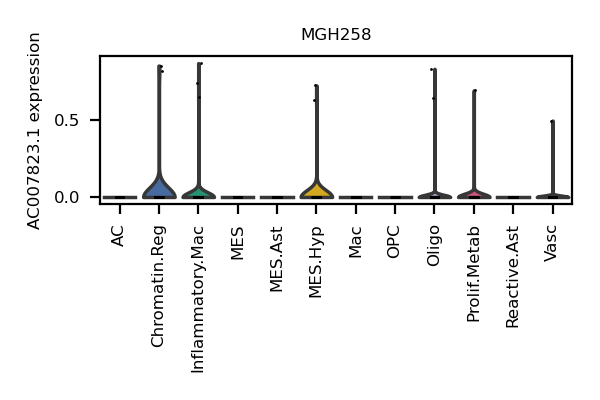 MGH258
AC007823.1 expression
0.5
0.0
AC
Chromatin.Reg
Inflammatory.Mac
MES
MES.Ast
MES.Hyp
Mac
OPC
Oligo
Prolif.Metab
Reactive.Ast
Vasc